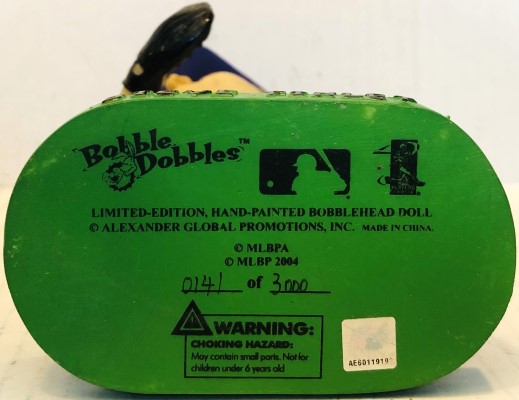 Bobble
Dobbles™
LIMITED-EDITION, HAND-PAINTED BOBBLEHEAD DOLL
© ALEXANDER GLOBAL PROMOTIONS, INC. MADE IN CHINA.
© MLBPA
© MLBP 2004
0141 of 3000
WARNING:
CHOKING HAZARD:
May contain small parts. Not for
children under 6 years old